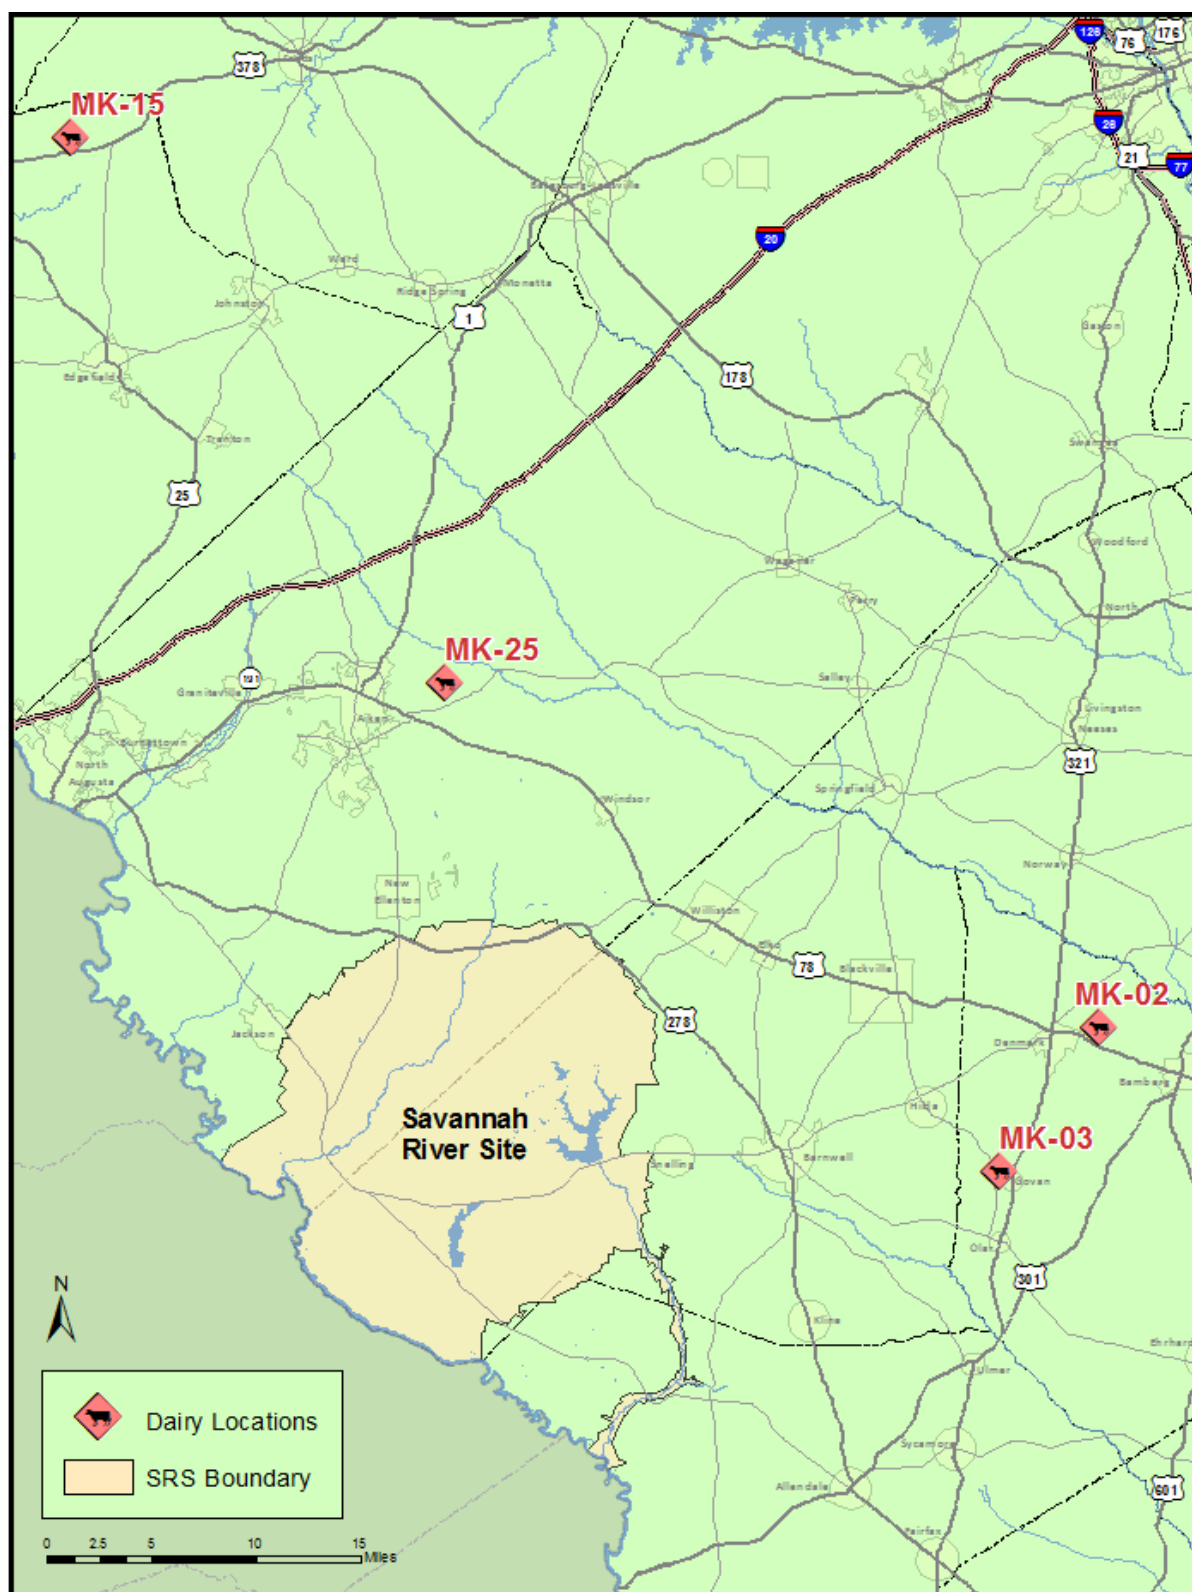 126
76
176
378
MK-15
26
21
77
20
Ward
Ridge Spring
Monetta
Johnston
1
Gaston
178
Edgefield
Trenton
Swansea
25
Woodford
Wagener
Perry
North
MK-25
191
Graniteville
Salley
Aiken
Livingston
Neeses
Burnettown
North
Augusta
321
Springfield
Windsor
Norway
New
Ellenton
Williston
Elko
78
Blackville
MK-02
278
Jackson
Denmark
Bamberg
Hilda
Savannah
River Site
MK-03
Snelling
Barnwell
Govan
Olar
301
N
Kline
Ehrhard
Ulmer
Dairy Locations
Sycamore
SRS Boundary
Allendale
601
Fairfax
0 2.5 5 10 15
Miles